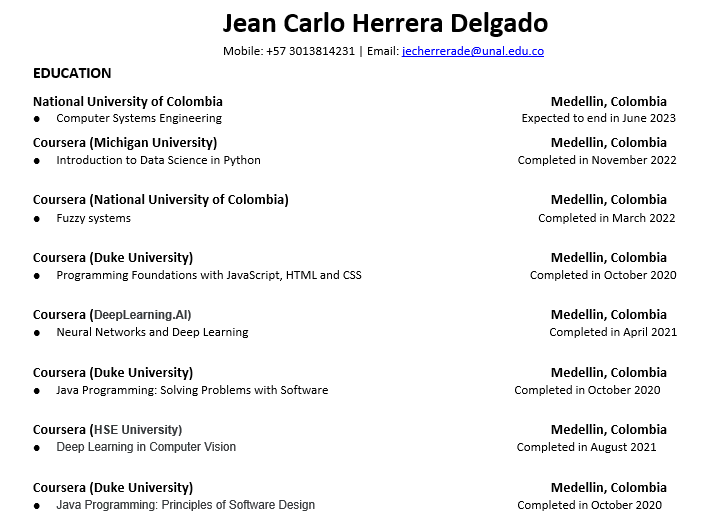 Jean Carlo Herrera Delgado
Mobile: +57 3013814231 | Email: jecherrerade@unal.edu.co
EDUCATION
National University of Colombia Medellin, Colombia
● Computer Systems Engineering Expected to end in June 2023
Coursera (Michigan University) Medellin, Colombia
● Introduction to Data Science in Python Completed in November 2022
Coursera (National University of Colombia) Medellin, Colombia
● Fuzzy systems Completed in March 2022
Coursera (Duke University) Medellin, Colombia
● Programming Foundations with JavaScript, HTML and CSS Completed in October 2020
Coursera (DeepLearning.AI) Medellin, Colombia
● Neural Networks and Deep Learning Completed in April 2021
Coursera (Duke University) Medellin, Colombia
● Java Programming: Solving Problems with Software Completed in October 2020
Coursera (HSE University) Medellin, Colombia
● Deep Learning in Computer Vision Completed in August 2021
Coursera (Duke University) Medellin, Colombia
● Java Programming: Principles of Software Design Completed in October 2020